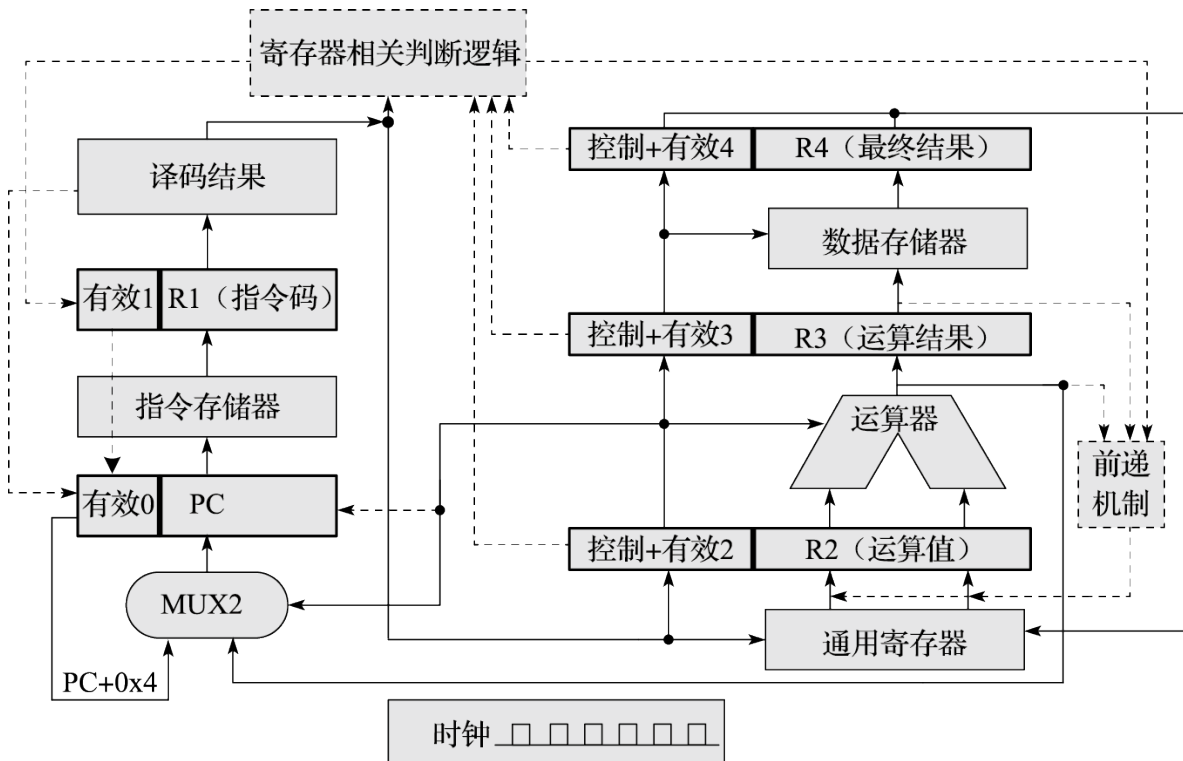 寄存器相关判断逻辑
译码结果
有效1 R1（指令码）
指令存储器
有效0 PC
MUX2
PC+0x4
控制+有效4 R4（最终结果）
数据存储器
控制+有效3 R3（运算结果）
运算器
前递
机制
控制+有效2 R2（运算值）
通用寄存器
时钟